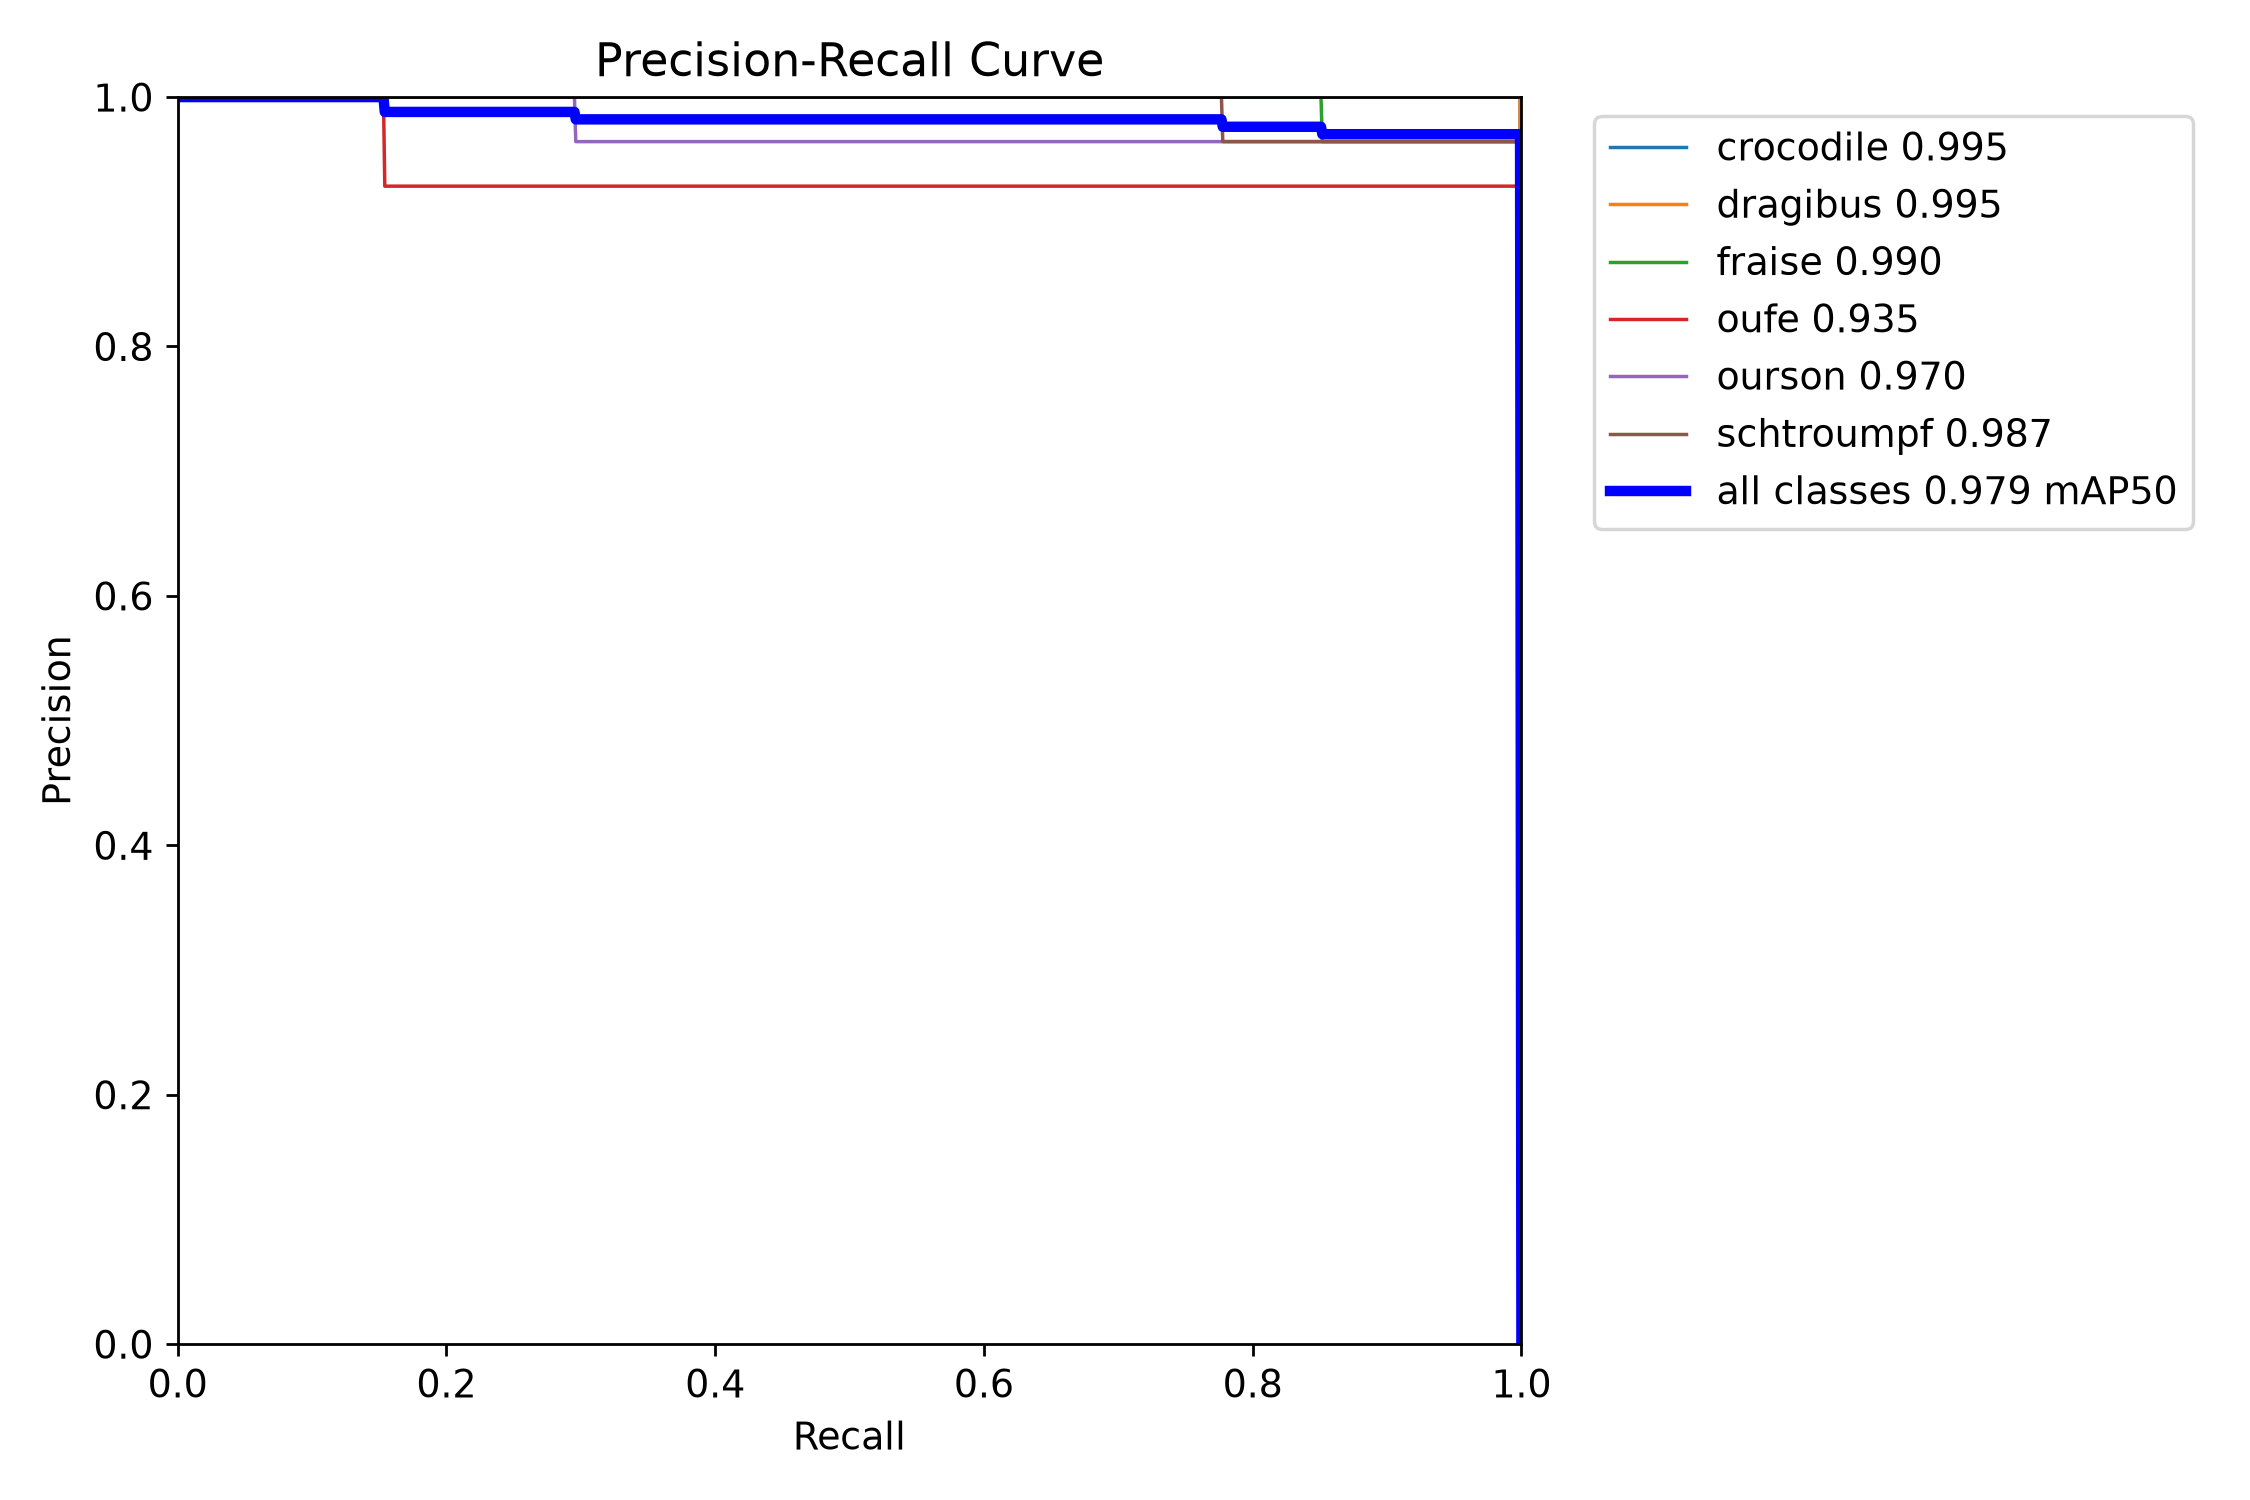 Precision-Recall Curve
1.0
0.8
0.6
0.4
0.2
0.0
Precision
0.0 0.2 0.4 0.6 0.8 1.0
Recall
crocodile 0.995
dragibus 0.995
fraise 0.990
oufe 0.935
ourson 0.970
schtroumpf 0.987
all classes 0.979 mAP50